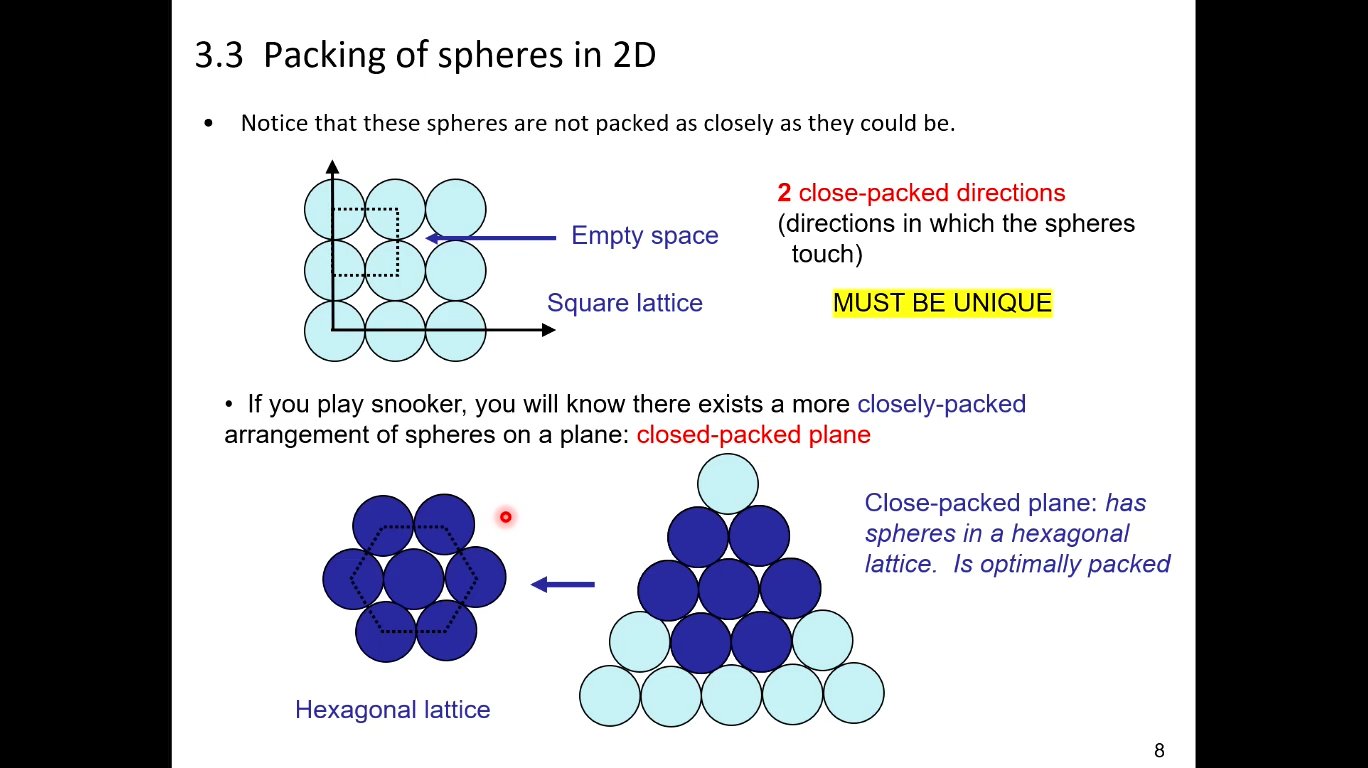 3.3 Packing of spheres in 2D
• Notice that these spheres are not packed as closely as they could be.
2 close-packed directions
(directions in which the spheres
touch)
Empty space
Square lattice
MUST BE UNIQUE
• If you play snooker, you will know there exists a more closely-packed
arrangement of spheres on a plane: closed-packed plane
Close-packed plane: has
spheres in a hexagonal
lattice. Is optimally packed
Hexagonal lattice
8